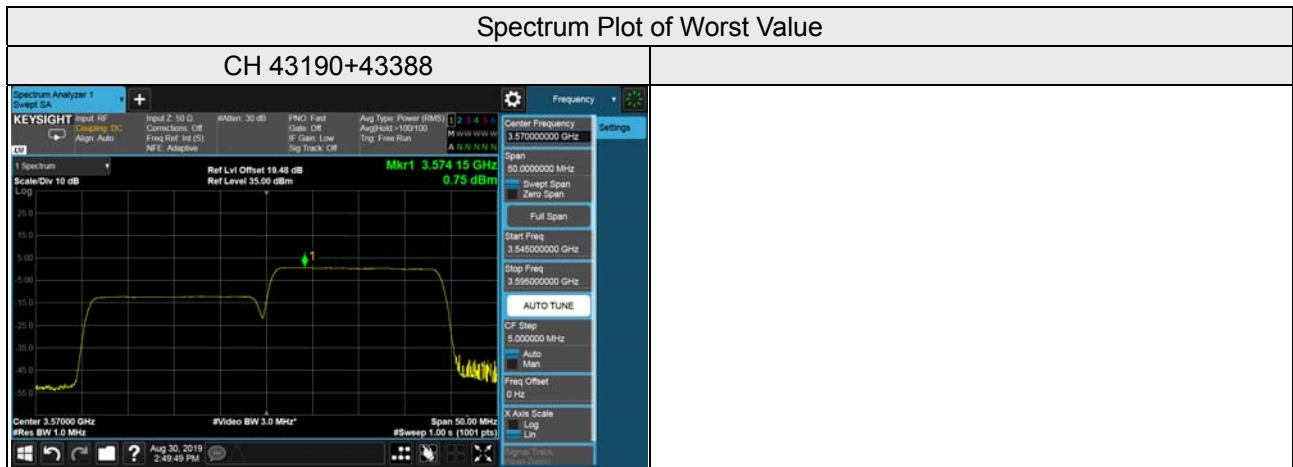 Spectrum Plot of Worst Value
CH 43190+43388
Spectrum Analyzer 1
Swept SA
Frequency
KEYSIGHT
Input: RF
Coupling: DC
Align: Auto
Input Z: 50 Ω
Corrections: Off
Freq Ref: Int (S)
NFE: Adaptive
#Atten: 30 dB
PNO: Fast
Gate: Off
IF Gain: Low
Sig Track: Off
Avg Type: Power (RMS)
Avg|Hold:>100/100
Trig: Free Run
1 2 3 4 5 6
M W W W W W
A N N N N N
Center Frequency
3.570000000 GHz
Settings
1 Spectrum
Scale/Div 10 dB
Log
Ref Lvl Offset 19.48 dB
Ref Level 35.00 dBm
Mkr1 3.574 15 GHz
0.75 dBm
Span
50.0000000 MHz
Swept Span
Zero Span
Full Span
Start Freq
3.545000000 GHz
Stop Freq
3.595000000 GHz
AUTO TUNE
CF Step
5.000000 MHz
Auto
Man
Freq Offset
0 Hz
X Axis Scale
Log
Lin
Signal Track
(Span Zoom)
25.0
15.0
5.00
-5.00
-15.0
-25.0
-35.0
-45.0
-55.0
1
Center 3.57000 GHz
#Res BW 1.0 MHz
#Video BW 3.0 MHz*
Span 50.00 MHz
#Sweep 1.00 s (1001 pts)
?
Aug 30, 2019
2:49:49 PM